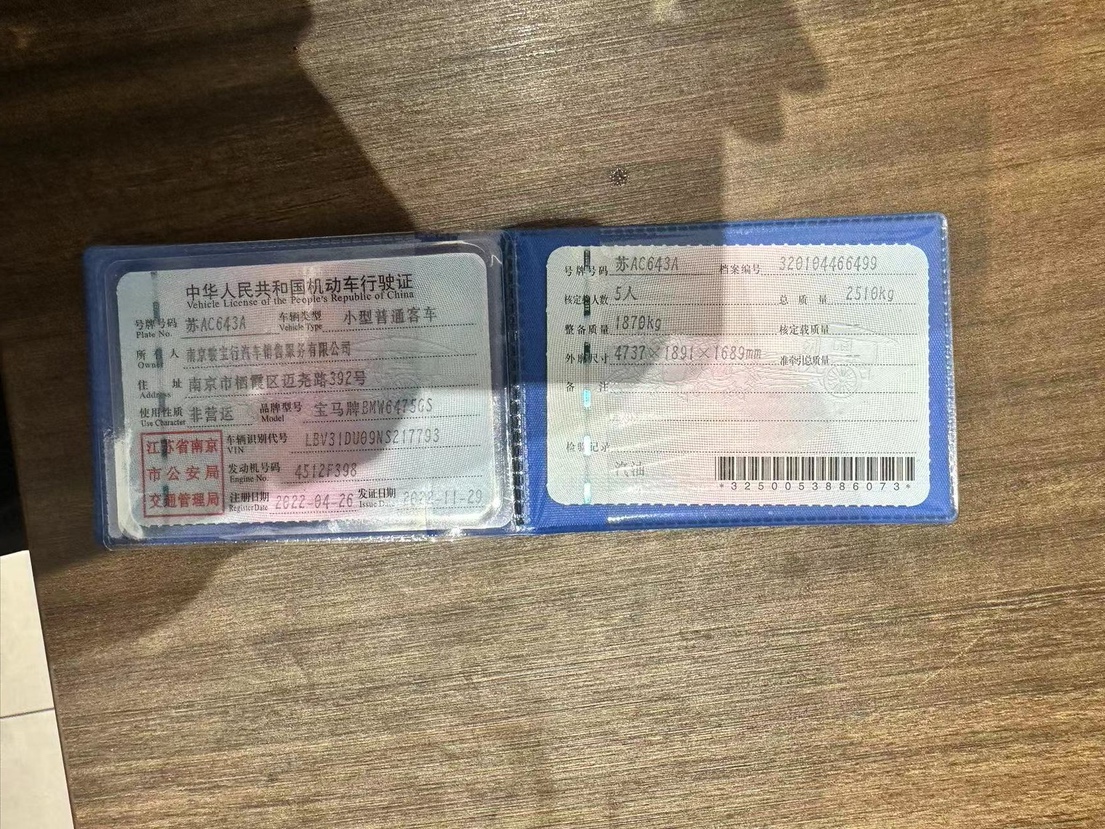 中华人民共和国机动车行驶证
Vehicle License of the People's Republic of China
号牌号码 苏AC643A 车辆类型 小型普通客车
Plate No. Vehicle Type
所有人 南京 宝行汽车销售服务有限公司
Owner
住址 南京市栖霞区迈尧路392号
Address
使用性质 非营运 品牌型号 宝马牌BMW6475GS
Use Character Model
江苏省南京
市公安局
交通管理局
车辆识别代号 LBV31DU09NS217793
VIN
发动机号码 4512F398
Engine No.
注册日期 2022-04-26 发证日期 2022-11-29
Register Date Issue
号牌号码 苏AC643A 档案编号 320104466499
核定载人数 5人 总质量 2510kg
整备质量 1870kg 核定载质量
外廓尺寸 4737×1891×1689mm 准牵引总质量
备注
检验记录
汽油
*3250053886073*